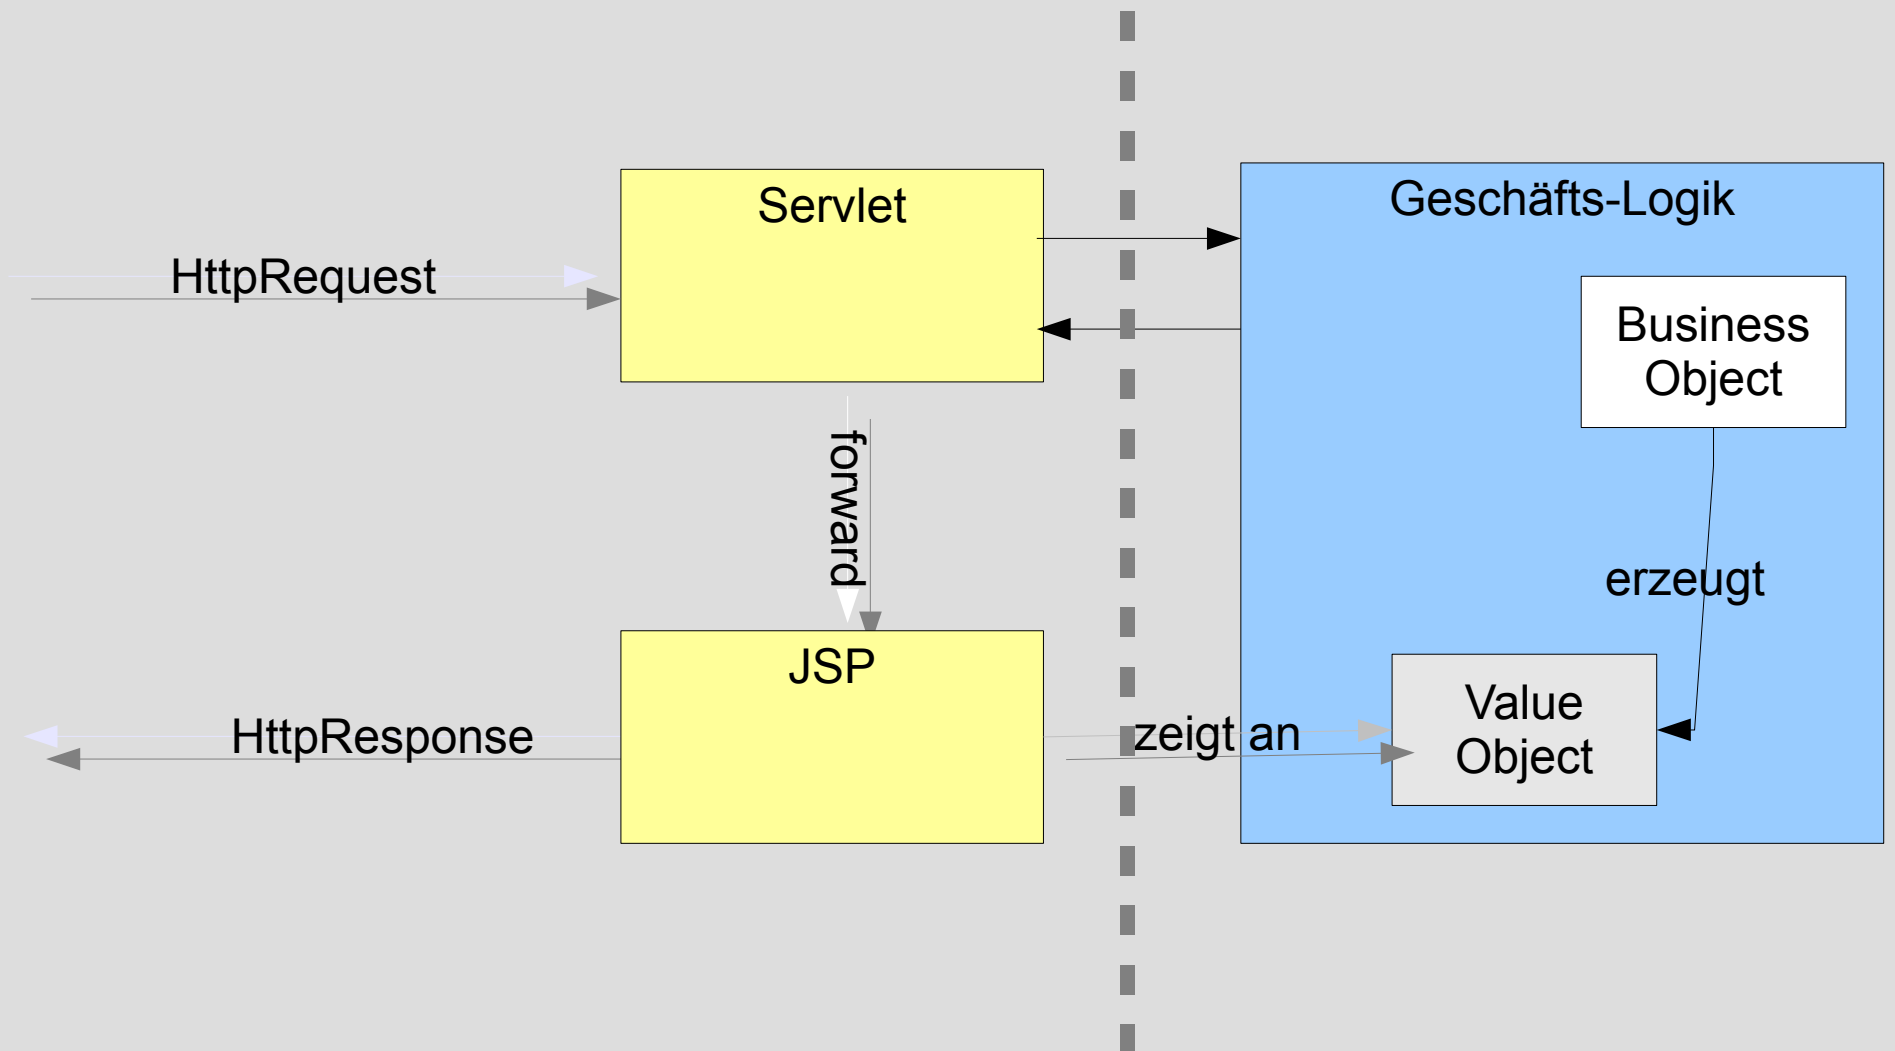 Servlet
Geschäfts-Logik
HttpRequest
Business
Object
forward
erzeugt
JSP
HttpResponse
zeigt an
Value
Object